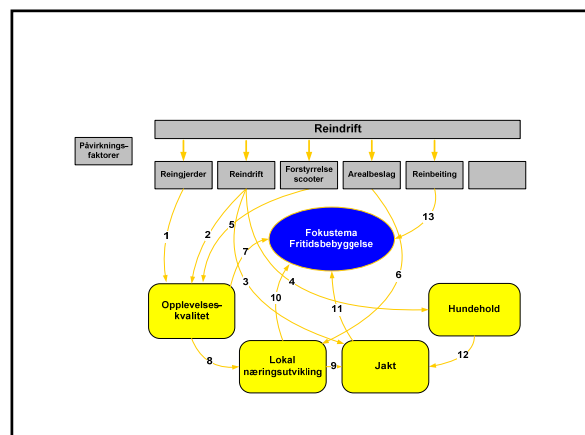 Reindrift
Påvirknings-
faktorer
Reingjerder
Reindrift
Forstyrrelse
scooter
Arealbeslag
Reinbeiting
1
2
5
13
Fokustema
Fritidsbebyggelse
7
3
4
6
10
11
Opplevelses-
kvalitet
Hundehold
8
9
12
Lokal
næringsutvikling
Jakt